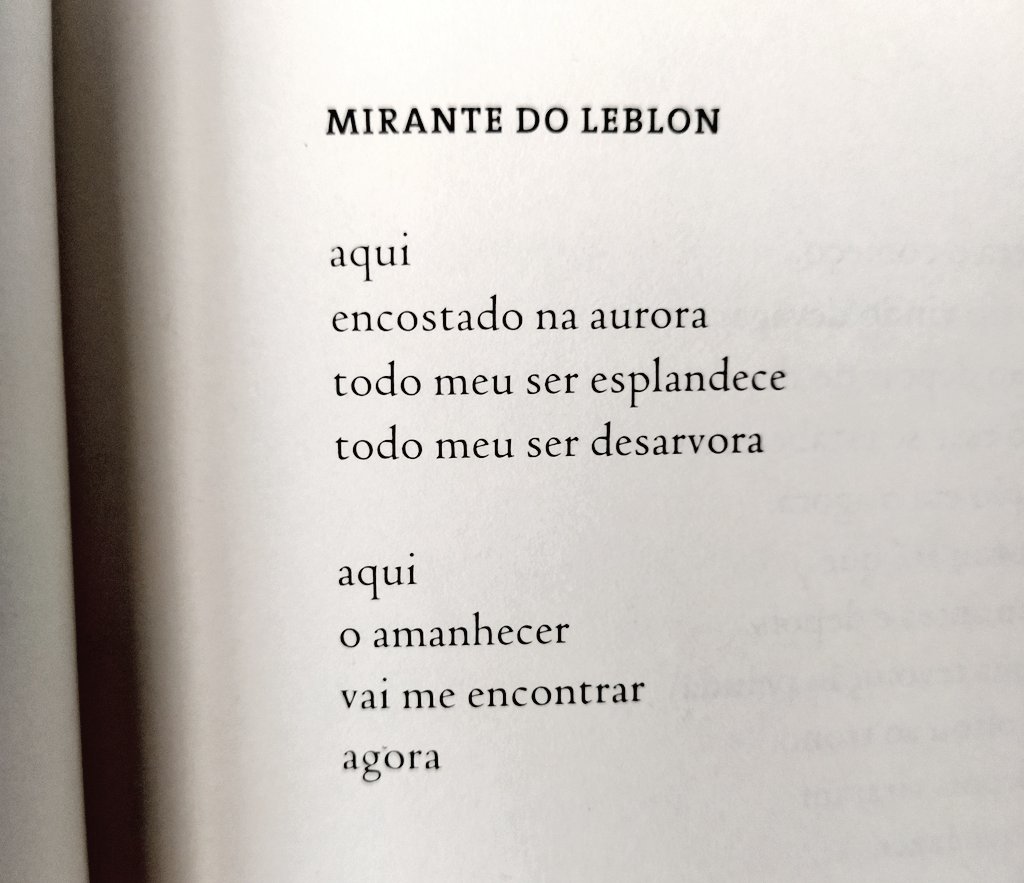 MIRANTE DO LEBLON
aqui
encostado na aurora
todo meu ser esplandece
todo meu ser desarvora
aqui
o amanhecer
vai me encontrar
agora